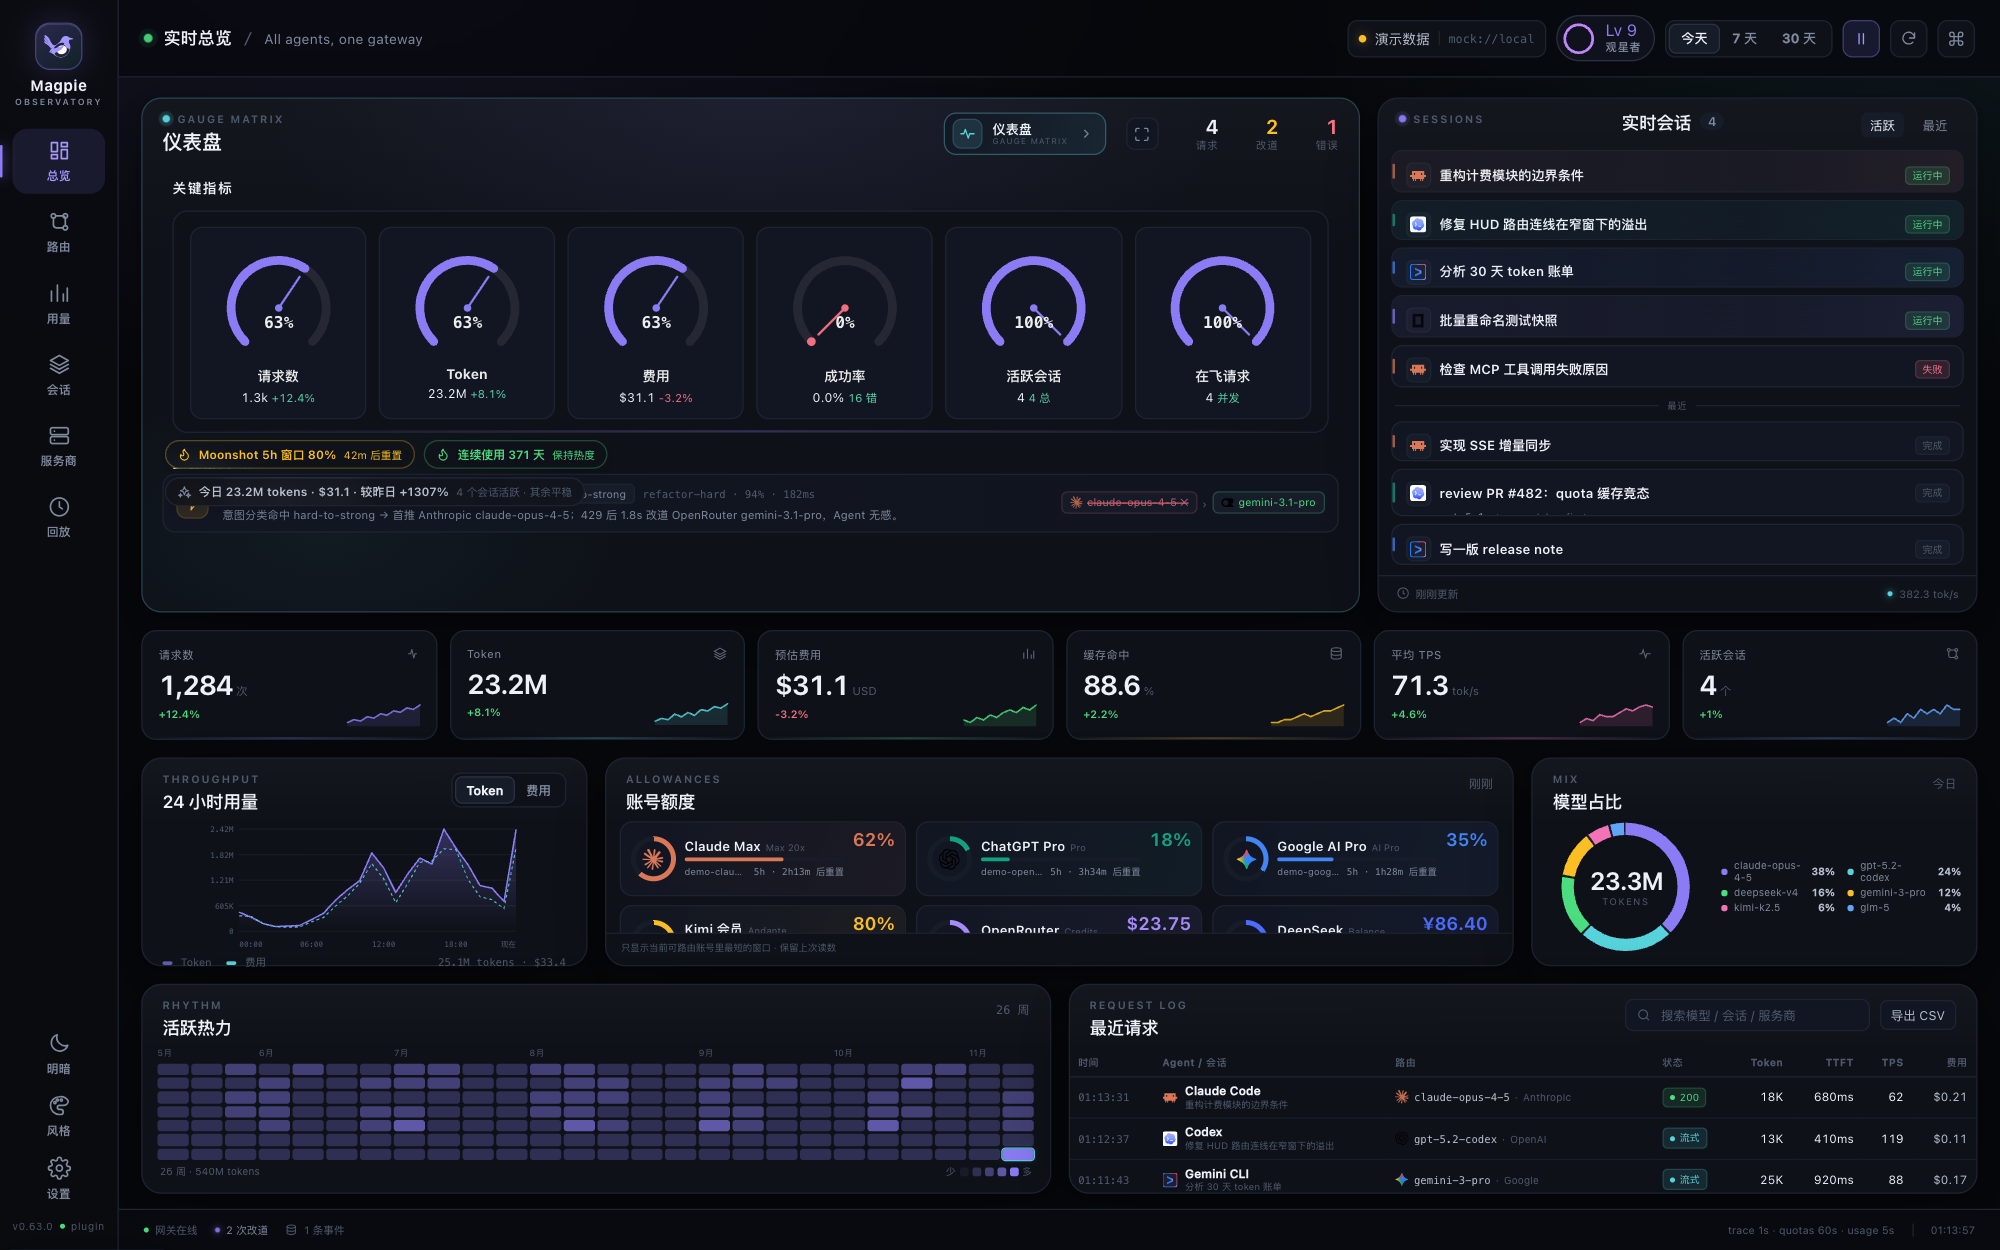 Magpie
OBSERVATORY
总览
路由
用量
会话
服务商
回放
明暗
风格
设置
v0.63.0 plugin
实时总览 / All agents, one gateway
演示数据 mock://local
Lv 9
观星者
今天 7 天 30 天
GAUGE MATRIX
仪表盘
仪表盘
GAUGE MATRIX
4 请求
2 改道
1 错误
关键指标
63%
请求数
1.3k +12.4%
63%
Token
23.2M +8.1%
63%
费用
$31.1 -3.2%
0%
成功率
0.0% 16 错
100%
活跃会话
4 4 总
100%
在飞请求
4 并发
Moonshot 5h 窗口 80% 42m 后重置
连续使用 371 天 保持热度
今日 23.2M tokens · $31.1 · 较昨日 +1307% 4 个会话活跃 · 其余平稳
o-strong refactor-hard · 94% · 182ms
意图分类命中 hard-to-strong → 首推 Anthropic claude-opus-4-5；429 后 1.8s 改道 OpenRouter gemini-3.1-pro，Agent 无感。
claude-opus-4-5 ✕ › gemini-3.1-pro
SESSIONS
实时会话 4
活跃 最近
重构计费模块的边界条件 运行中
修复 HUD 路由连线在窄窗下的溢出 运行中
分析 30 天 token 账单 运行中
批量重命名测试快照 运行中
检查 MCP 工具调用失败原因 失败
最近
实现 SSE 增量同步 完成
review PR #482：quota 缓存竞态 完成
写一版 release note 完成
刚刚更新 382.3 tok/s
请求数
1,284 次
+12.4%
Token
23.2M
+8.1%
预估费用
$31.1 USD
-3.2%
缓存命中
88.6 %
+2.2%
平均 TPS
71.3 tok/s
+4.6%
活跃会话
4 个
+1%
THROUGHPUT
24 小时用量
Token 费用
2.42M
1.82M
1.21M
605K
0
00:00 06:00 12:00 18:00 现在
Token 费用 25.1M tokens · $33.4
ALLOWANCES
账号额度
刚刚
Claude Max Max 20x 62%
demo-clau… 5h · 2h13m 后重置
ChatGPT Pro Pro 18%
demo-open… 5h · 3h34m 后重置
Google AI Pro AI Pro 35%
demo-goog… 5h · 1h28m 后重置
Kimi 会员 Andante 80%
OpenRouter Credits $23.75
DeepSeek Balance ¥86.40
只显示当前可路由账号里最短的窗口 · 保留上次读数
MIX
模型占比
今日
23.3M
TOKENS
claude-opus-4-5 38%
gpt-5.2-codex 24%
deepseek-v4 16%
gemini-3-pro 12%
kimi-k2.5 6%
glm-5 4%
RHYTHM
活跃热力
26 周
5月 6月 7月 8月 9月 10月 11月
26 周 · 540M tokens
少 多
REQUEST LOG
最近请求
搜索模型 / 会话 / 服务商
导出 CSV
时间 Agent / 会话 路由 状态 Token TTFT TPS 费用
01:13:31 Claude Code claude-opus-4-5 · Anthropic 200 18K 680ms 62 $0.21
重构计费模块的边界条件
01:12:37 Codex gpt-5.2-codex · OpenAI 流式 13K 410ms 119 $0.11
修复 HUD 路由连线在窄窗下的溢出
01:11:43 Gemini CLI gemini-3-pro · Google 流式 25K 920ms 88 $0.17
分析 30 天 token 账单
网关在线 2 次改道 1 条事件
trace 1s · quotas 60s · usage 5s 01:13:57